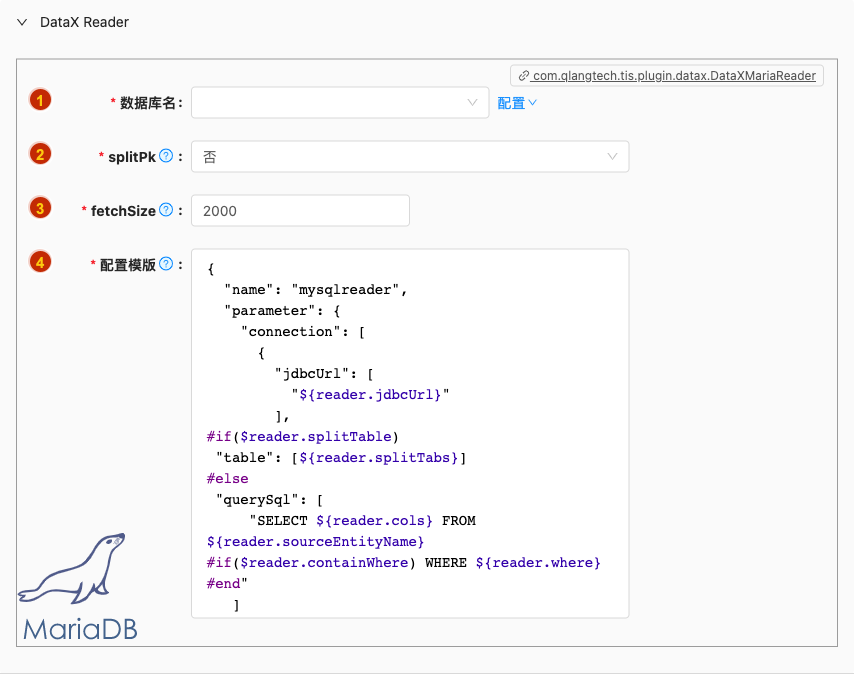 DataX Reader
com.qlangtech.tis.plugin.datax.DataXMariaReader
1 * 数据库名: 配置
2 * splitPk ? : 否
3 * fetchSize ? : 2000
4 * 配置模版 ? :
{
  "name": "mysqlreader",
  "parameter": {
    "connection": [
      {
        "jdbcUrl": [
          "${reader.jdbcUrl}"
        ],
#if($reader.splitTable)
 "table": [${reader.splitTabs}]
#else
 "querySql": [
     "SELECT ${reader.cols} FROM
${reader.sourceEntityName}
#if($reader.containWhere) WHERE ${reader.where}
#end"
   ]
MariaDB